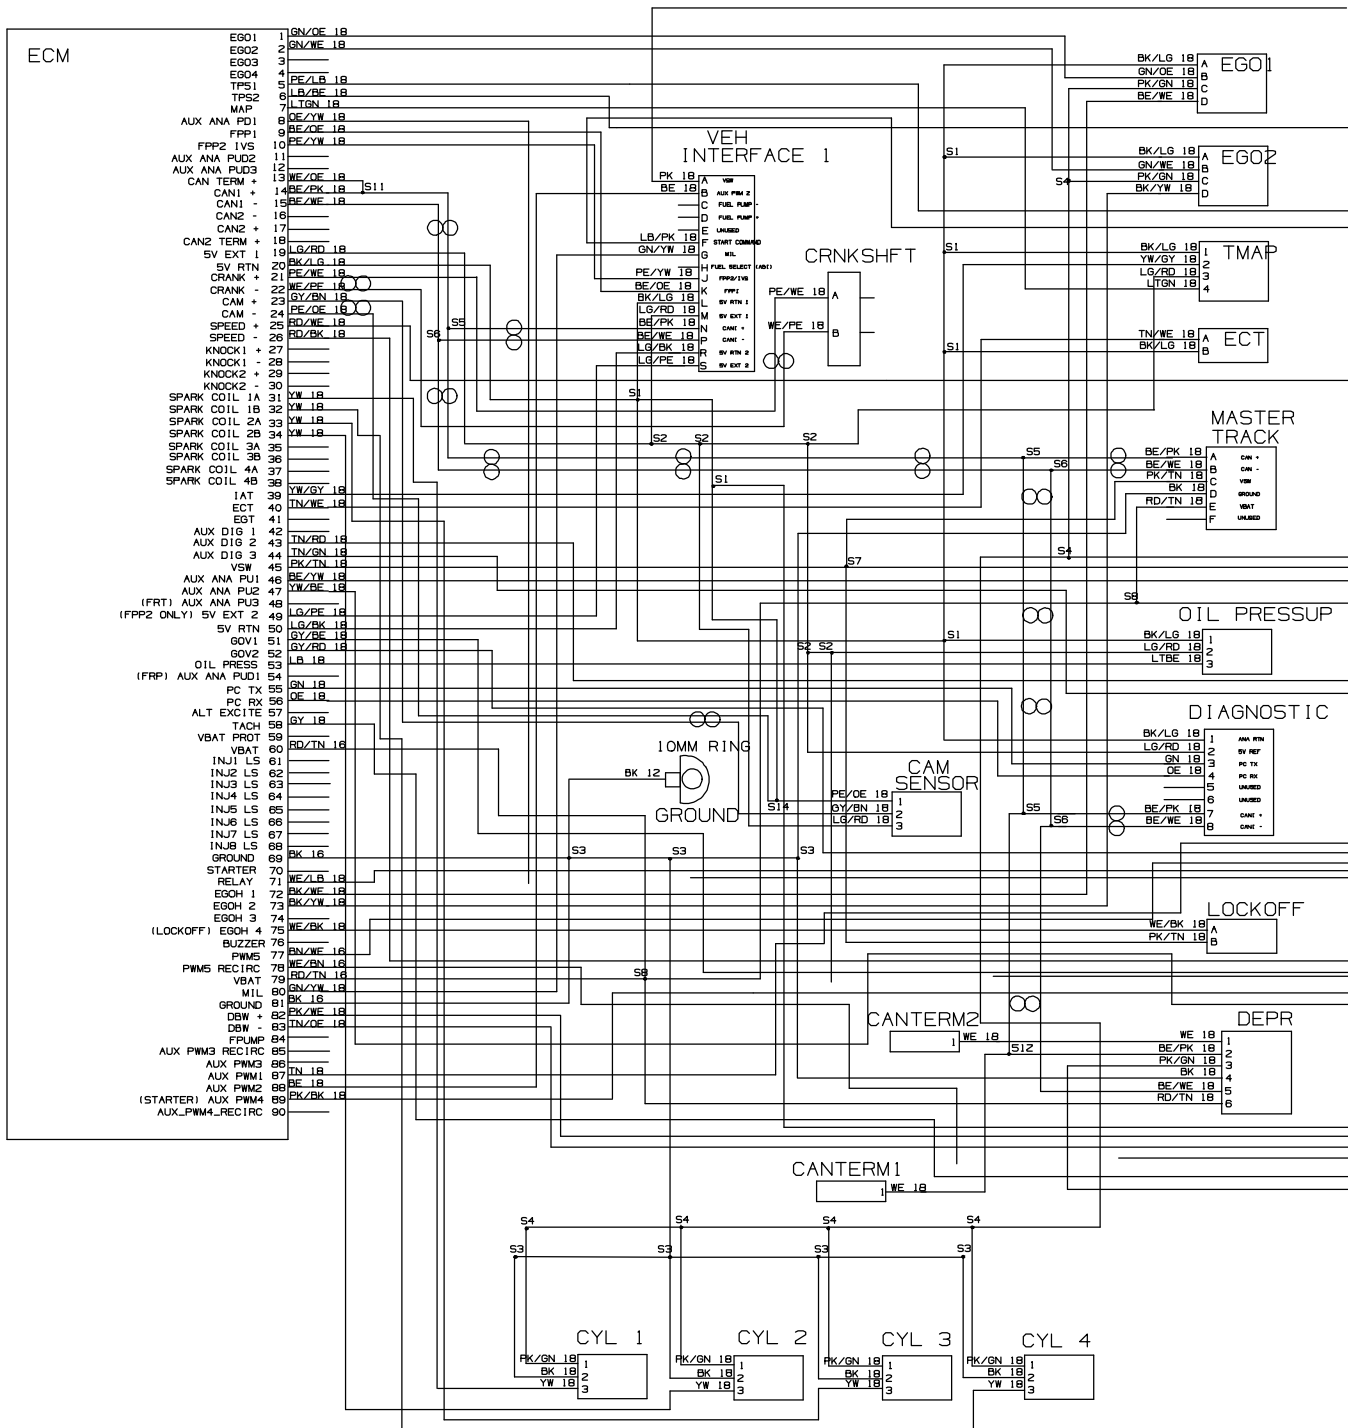 ECM
EGO1 1 GN/OE 18
EGO2 2 GN/WE 18
EGO3 3
EGO4 4
TPS1 5 PE/LB 18
TPS2 6 LB/BE 18
MAP 7 LTGN 18
AUX ANA PD1 8 OE/YW 18
FPP1 9 BE/OE 18
FPP2 IVS 10 PE/YW 18
AUX ANA PUD2 11
AUX ANA PUD3 12
CAN TERM + 13 WE/OE 18
CAN1 + 14 BE/PK 18
CAN1 - 15 BE/WE 18
CAN2 - 16
CAN2 + 17
CAN2 TERM + 18
5V EXT 1 19 LG/RD 18
5V RTN 20 BK/LG 18
CRANK + 21 PE/WE 18
CRANK - 22 WE/PE 18
CAM + 23 GY/BN 18
CAM - 24 PE/OE 18
SPEED + 25 RD/WE 18
SPEED - 26 RD/BK 18
KNOCK1 + 27
KNOCK1 - 28
KNOCK2 + 29
KNOCK2 - 30
SPARK COIL 1A 31 YW 18
SPARK COIL 1B 32 YW 18
SPARK COIL 2A 33 YW 18
SPARK COIL 2B 34 YW 18
SPARK COIL 3A 35
SPARK COIL 3B 36
SPARK COIL 4A 37
SPARK COIL 4B 38
IAT 39 YW/GY 18
ECT 40 TN/WE 18
EGT 41
AUX DIG 1 42
AUX DIG 2 43 TN/RD 18
AUX DIG 3 44 TN/GN 18
VSW 45 PK/TN 18
AUX ANA PU1 46 BE/YW 18
AUX ANA PU2 47 YW/BE 18
(FRT) AUX ANA PU3 48
(FPP2 ONLY) 5V EXT 2 49 LG/PE 18
5V RTN 50 LG/BK 18
GOV1 51 GY/BE 18
GOV2 52 GY/RD 18
OIL PRESS 53 LB 18
(FRP) AUX ANA PUD1 54
PC TX 55 GN 18
PC RX 56 OE 18
ALT EXCITE 57
TACH 58 GY 18
VBAT PROT 59
VBAT 60 RD/TN 16
INJ1 LS 61
INJ2 LS 62
INJ3 LS 63
INJ4 LS 64
INJ5 LS 65
INJ6 LS 66
INJ7 LS 67
INJ8 LS 68
GROUND 69 BK 16
STARTER 70
RELAY 71 WE/LB 18
EGOH 1 72 BK/WE 18
EGOH 2 73 BK/YW 18
EGOH 3 74
(LOCKOFF) EGOH 4 75 WE/BK 18
BUZZER 76
PWM5 77 BN/WE 16
PWM5 RECIRC 78 WE/BN 16
VBAT 79 RD/TN 16
MIL 80 GN/YW 18
GROUND 81 BK 16
DBW + 82 PK/WE 18
DBW - 83 TN/OE 18
FPUMP 84
AUX PWM3 RECIRC 85
AUX PWM3 86
AUX PWM1 87 TN 18
AUX PWM2 88 BE 18
(STARTER) AUX PWM4 89 PK/BK 18
AUX_PWM4_RECIRC 90
S11
S5
S6
VEH
INTERFACE 1
PK 18 A VSW
BE 18 B AUX PWM 2
C FUEL PUMP -
D FUEL PUMP +
E UNUSED
LB/PK 18 F START COMMAND
GN/YW 18 G MIL
H FUEL SELECT (ADI)
PE/YW 18 J FPP2/IVS
BE/OE 18 K FPP1
BK/LG 18 L 5V RTN 1
LG/RD 18 M 5V EXT 1
BE/PK 18 N CAN1 +
BE/WE 18 P CAN1 -
LG/BK 18 R 5V RTN 2
LG/PE 18 S 5V EXT 2
CRNKSHFT
PE/WE 18 A
WE/PE 18 B
S1
S2 S2 S2
S1
S7
S2 S2
10MM RING
BK 12
GROUND
S14
CAM
SENSOR
PE/OE 18 1
GY/BN 18 2
LG/RD 18 3
S3 S3 S3
S8
EGO1
BK/LG 18 A
GN/OE 18 B
PK/GN 18 C
BE/WE 18 D
S1
S4
EGO2
BK/LG 18 A
GN/WE 18 B
PK/GN 18 C
BK/YW 18 D
S1
TMAP
BK/LG 18 1
YW/GY 18 2
LG/RD 18 3
LTGN 18 4
S1
ECT
TN/WE 18 A
BK/LG 18 B
MASTER
TRACK
S5
S6
BE/PK 18 A CAN +
BE/WE 18 B CAN -
PK/TN 18 C VSW
BK 18 D GROUND
RD/TN 18 E VBAT
F UNUSED
S4
S8
OIL PRESSUP
S1
BK/LG 18 1
LG/RD 18 2
LTBE 18 3
DIAGNOSTIC
BK/LG 18 1 ANA RTN
LG/RD 18 2 5V REF
GN 18 3 PC TX
OE 18 4 PC RX
5 UNUSED
6 UNUSED
BE/PK 18 7 CAN1 +
BE/WE 18 8 CAN1 -
S5
S6
LOCKOFF
WE/BK 18 A
PK/TN 18 B
CANTERM2
1 WE 18
S12
DEPR
WE 18 1
BE/PK 18 2
PK/GN 18 3
BK 18 4
BE/WE 18 5
RD/TN 18 6
CANTERM1
1 WE 18
S4 S4 S4 S4
S3 S3 S3 S3
CYL 1
PK/GN 18 1
BK 18 2
YW 18 3
CYL 2
PK/GN 18 1
BK 18 2
YW 18 3
CYL 3
PK/GN 18 1
BK 18 2
YW 18 3
CYL 4
PK/GN 18 1
BK 18 2
YW 18 3